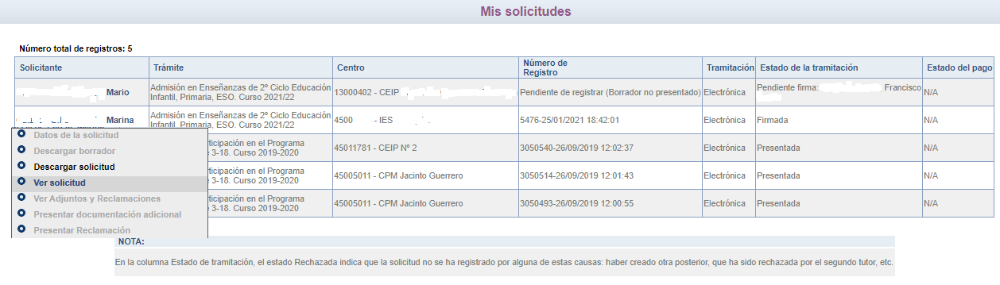 Mis solicitudes
Número total de registros: 5
Solicitante Trámite Centro Número de Registro Tramitación Estado de la tramitación Estado del pago
Mario Admisión en Enseñanzas de 2º Ciclo Educación Infantil, Primaria, ESO. Curso 2021/22 13000402 - CEIP Pendiente de registrar (Borrador no presentado) Electrónica Pendiente firma: Francisco N/A
Marina Admisión en Enseñanzas de 2º Ciclo Educación Infantil, Primaria, ESO. Curso 2021/22 4500 - IES 5476-25/01/2021 18:42:01 Electrónica Firmada N/A
rticipación en el Programa 3-18. Curso 2019-2020 45011781 - CEIP Nº 2 3050540-26/09/2019 12:02:37 Electrónica Presentada N/A
rticipación en el Programa 3-18. Curso 2019-2020 45005011 - CPM Jacinto Guerrero 3050514-26/09/2019 12:01:43 Electrónica Presentada N/A
rticipación en el Programa 3-18. Curso 2019-2020 45005011 - CPM Jacinto Guerrero 3050493-26/09/2019 12:00:55 Electrónica Presentada N/A
Datos de la solicitud
Descargar borrador
Descargar solicitud
Ver solicitud
Ver Adjuntos y Reclamaciones
Presentar documentación adicional
Presentar Reclamación
NOTA:
En la columna Estado de tramitación, el estado Rechazada indica que la solicitud no se ha registrado por alguna de estas causas: haber creado otra posterior, que ha sido rechazada por el segundo tutor, etc.